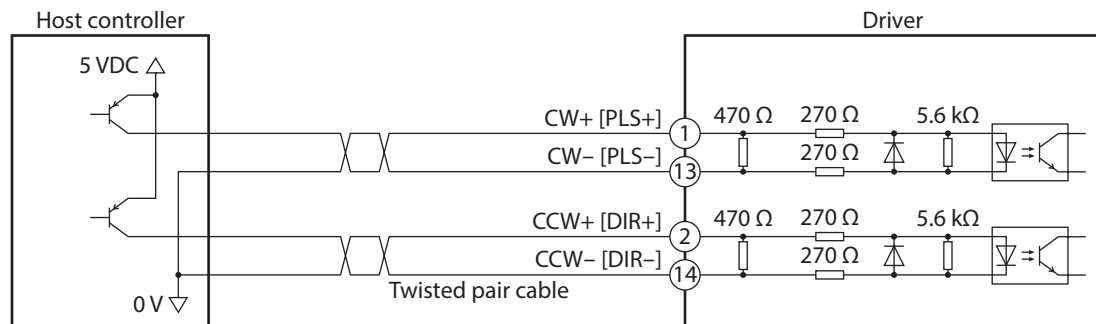 Host controller
Driver
5 VDC
CW+ [PLS+]
1
470 Ω
270 Ω
5.6 kΩ
CW– [PLS–]
13
270 Ω
CCW+ [DIR+]
2
470 Ω
270 Ω
5.6 kΩ
CCW– [DIR–]
14
270 Ω
Twisted pair cable
0 V